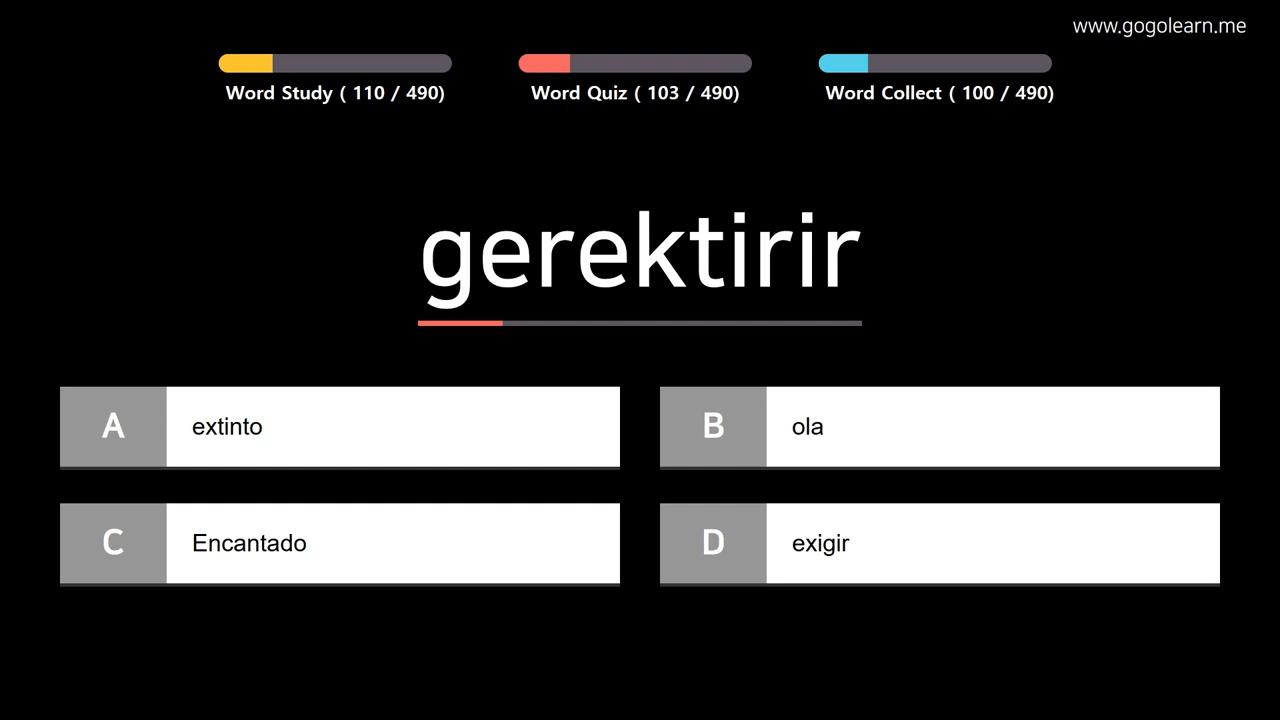 www.gogolearn.me
Word Study ( 110 / 490)
Word Quiz ( 103 / 490)
Word Collect ( 100 / 490)
gerektirir
A extinto
B ola
C Encantado
D exigir